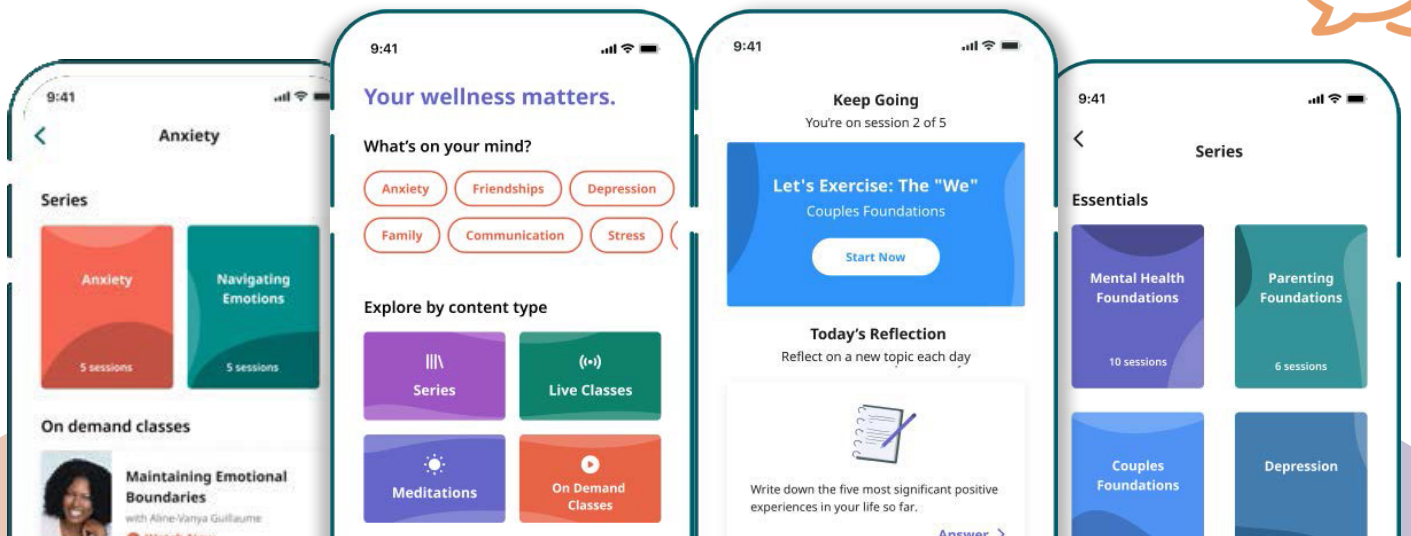 9:41
Anxiety
Series
Anxiety
5 sessions
Navigating
Emotions
5 sessions
On demand classes
Maintaining Emotional
Boundaries
with Aline-Vanya Guillaume
Watch Now
9:41
Your wellness matters.
What's on your mind?
Anxiety
Friendships
Depression
Family
Communication
Stress
Explore by content type
Series
Live Classes
Meditations
On Demand
Classes
9:41
Keep Going
You're on session 2 of 5
Let's Exercise: The "We"
Couples Foundations
Start Now
Today's Reflection
Reflect on a new topic each day
Write down the five most significant positive
experiences in your life so far.
Answer
9:41
Series
Essentials
Mental Health
Foundations
10 sessions
Parenting
Foundations
6 sessions
Couples
Foundations
Depression